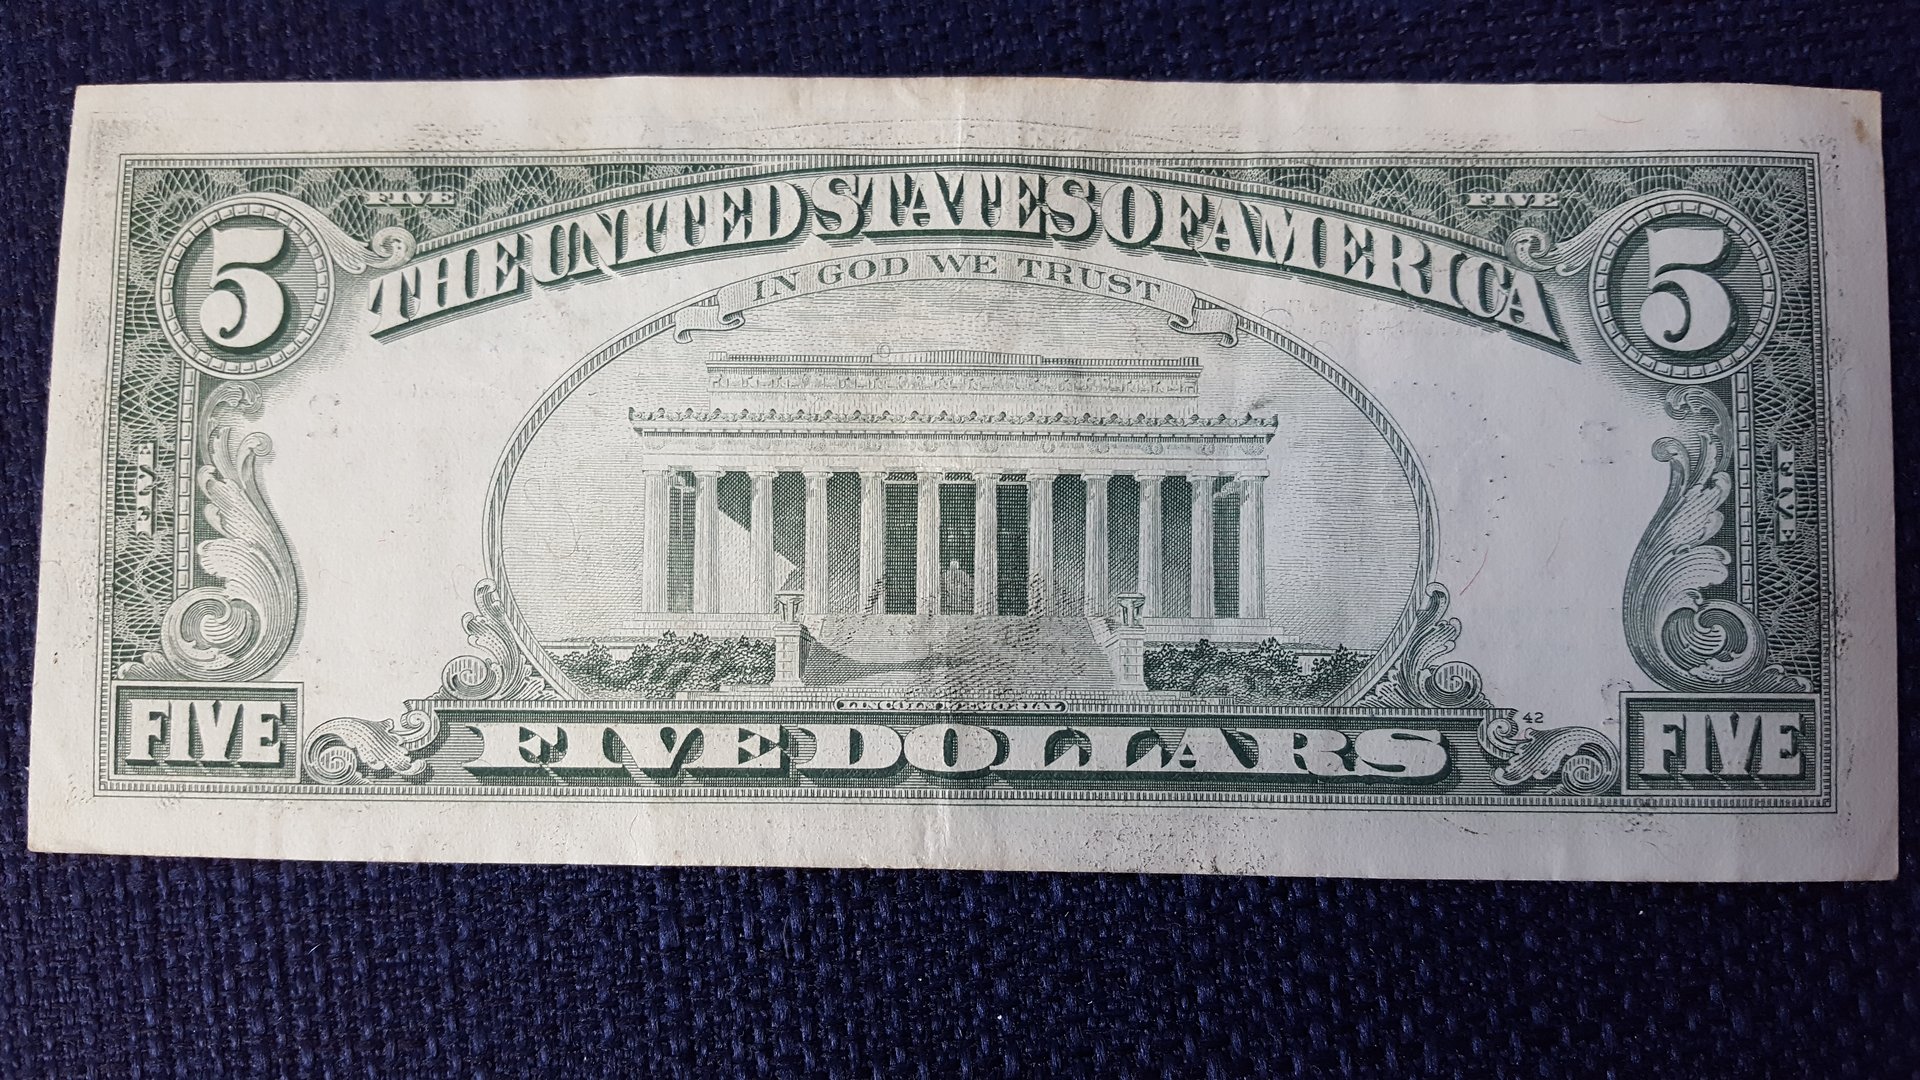 FIVE
FIVE
5
THE UNITED STATES OF AMERICA
5
IN GOD WE TRUST
FIVE
FIVE
LINCOLN MEMORIAL
FIVE
FIVE DOLLARS
42
FIVE